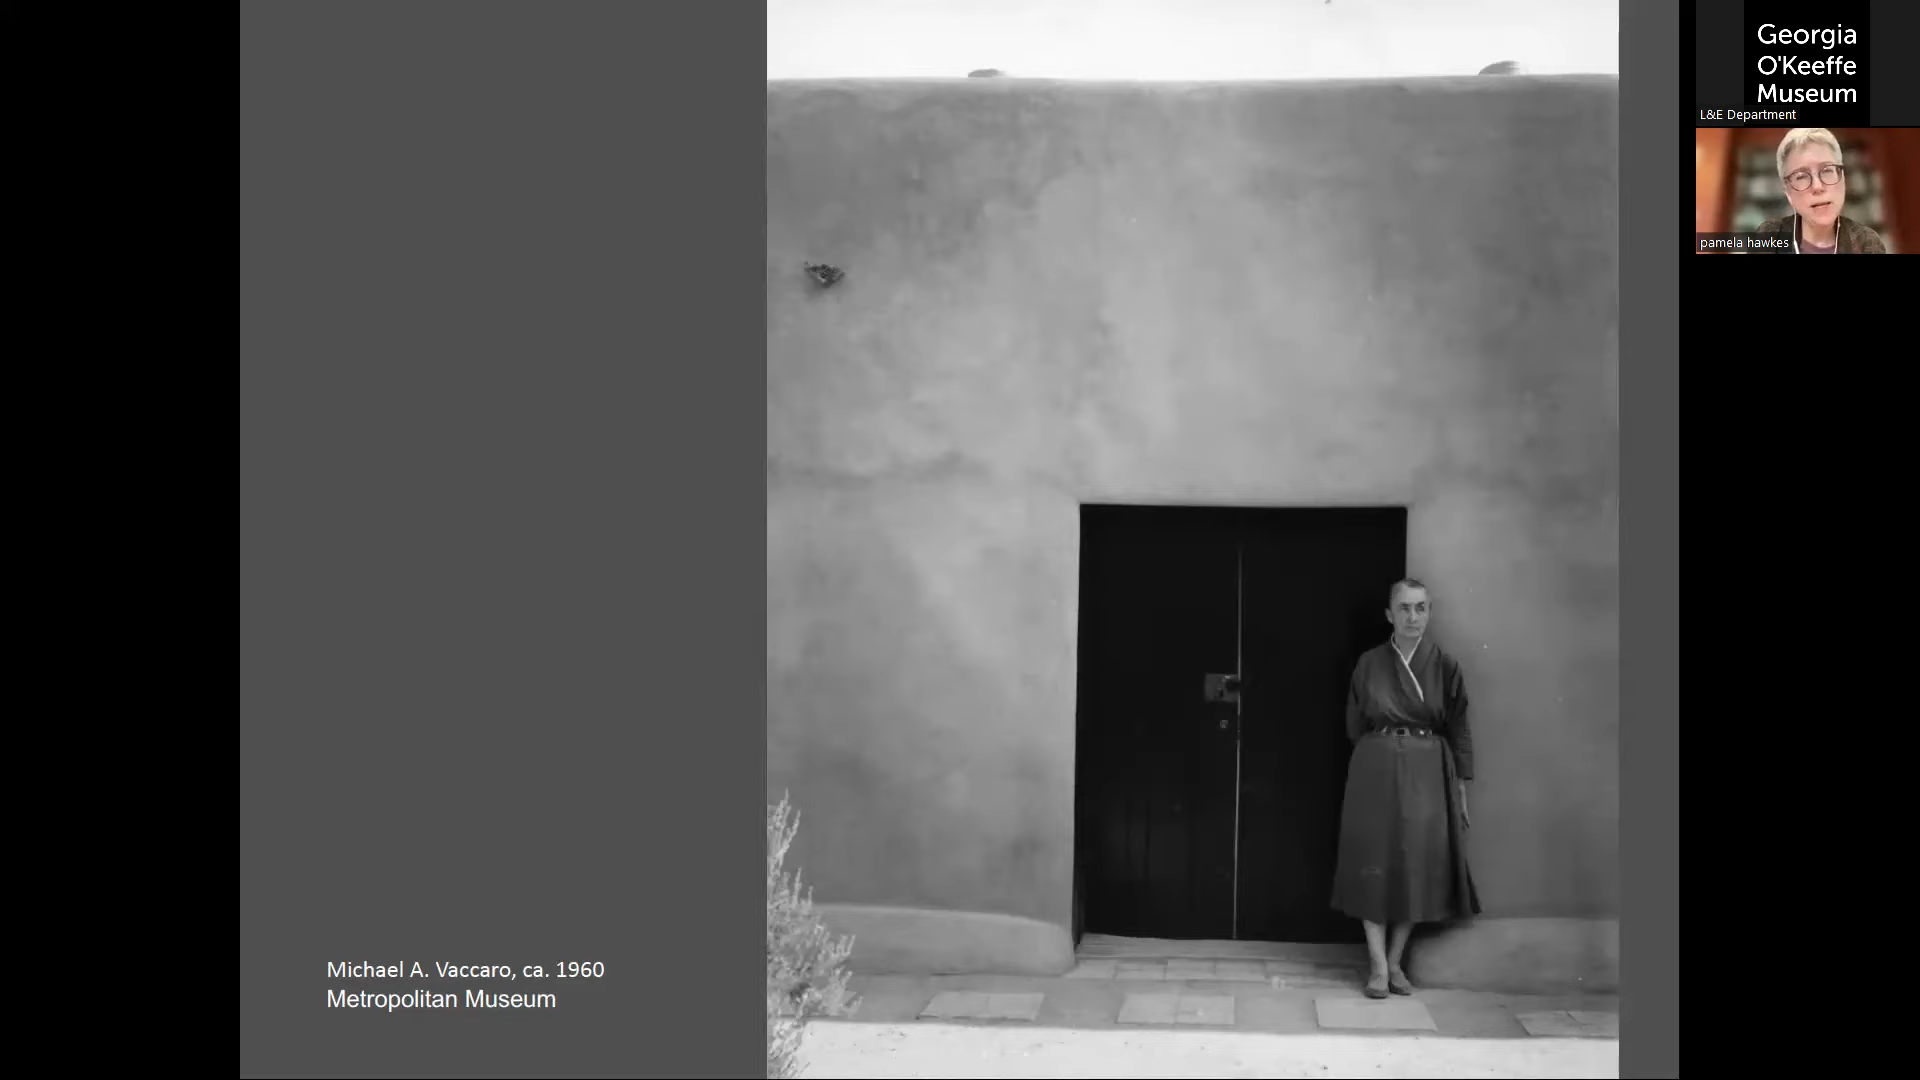 Georgia
O'Keeffe
Museum
L&E Department
pamela hawkes
Michael A. Vaccaro, ca. 1960
Metropolitan Museum